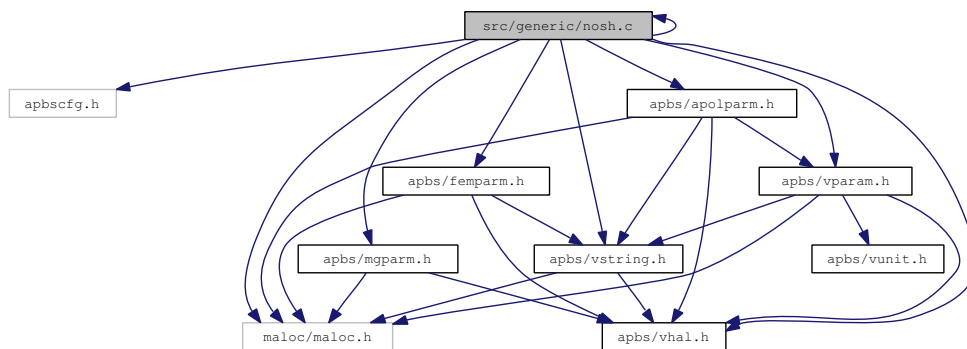 src/generic/nosh.c
apbscfg.h
apbs/apolparm.h
apbs/femparm.h
apbs/vparam.h
apbs/mgparm.h
apbs/vstring.h
apbs/vunit.h
maloc/maloc.h
apbs/vhal.h